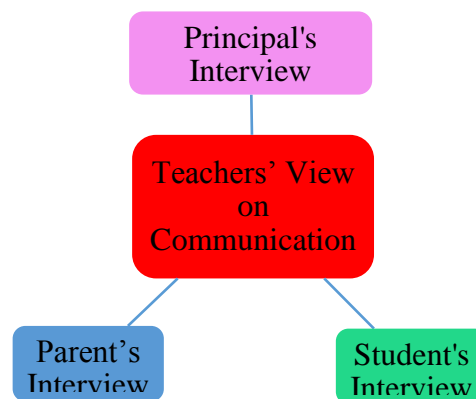 Principal's
Interview
Teachers’ View
on
Communication
Parent’s
Interview
Student's
Interview